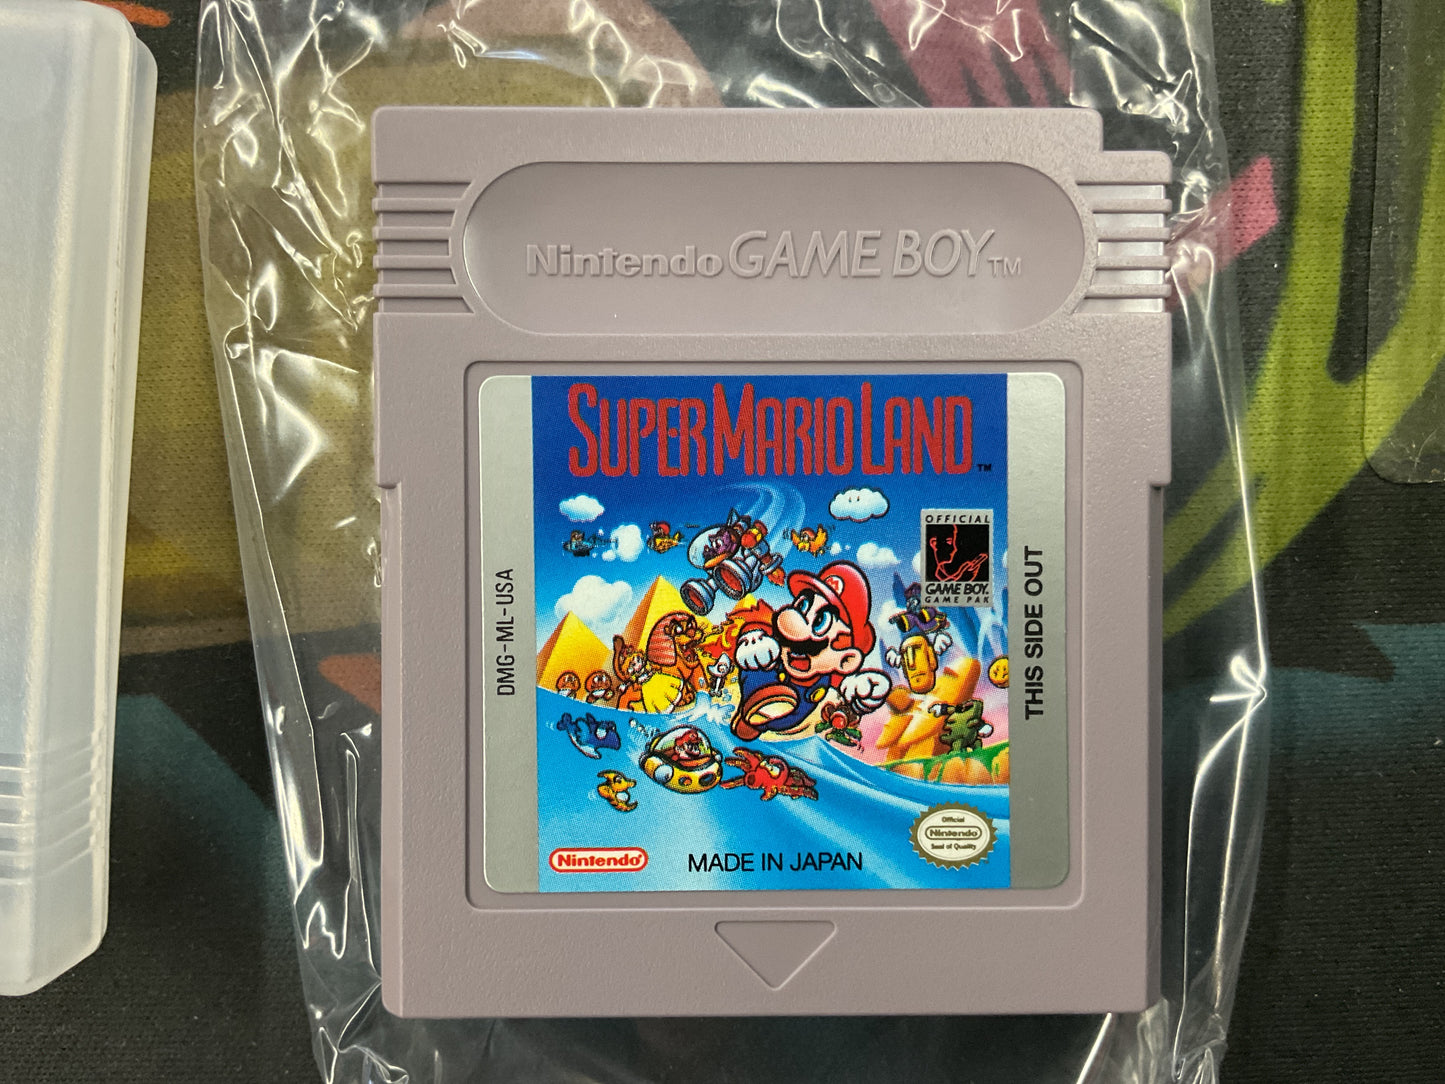 Nintendo GAME BOY TM
SUPER MARIO LAND TM
OFFICIAL
GAME BOY
GAME PAK
DMG-ML-USA
THIS SIDE OUT
Official
Nintendo
Seal of Quality
Nintendo
MADE IN JAPAN